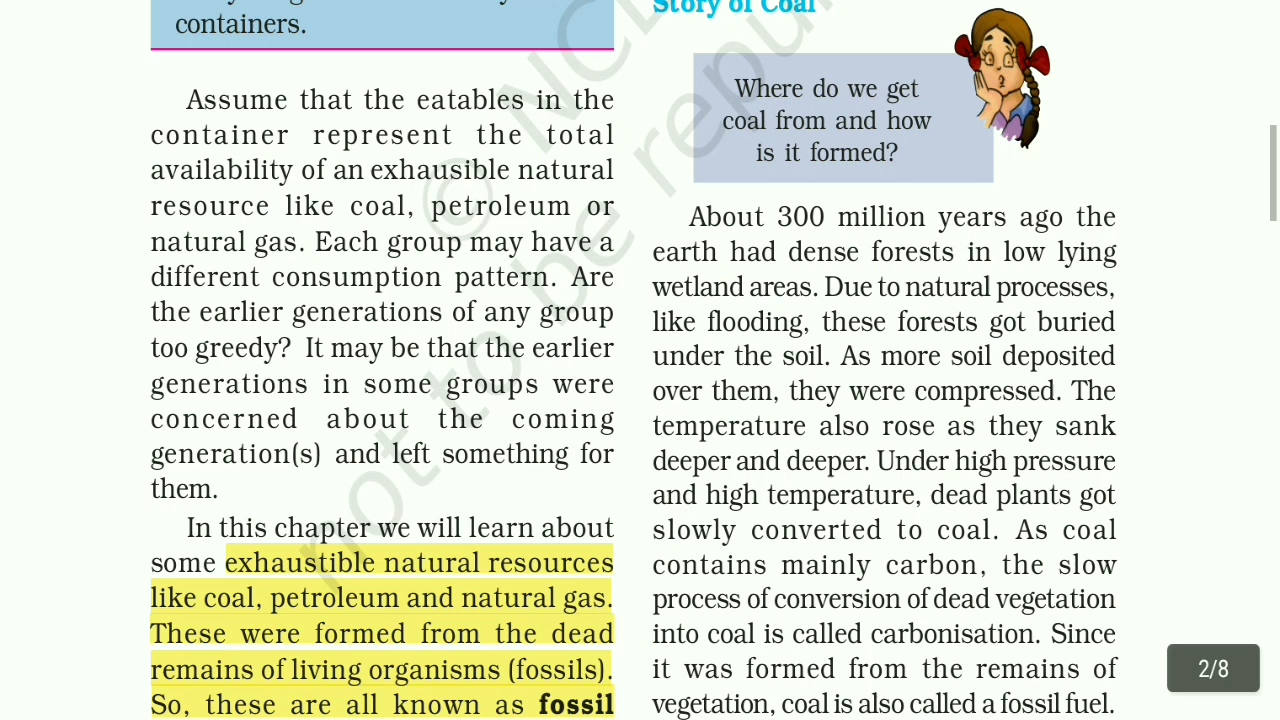 containers.
Assume that the eatables in the
container represent the total
availability of an exhausible natural
resource like coal, petroleum or
natural gas. Each group may have a
different consumption pattern. Are
the earlier generations of any group
too greedy? It may be that the earlier
generations in some groups were
concerned about the coming
generation(s) and left something for
them.
In this chapter we will learn about
some exhaustible natural resources
like coal, petroleum and natural gas.
These were formed from the dead
remains of living organisms (fossils).
So, these are all known as fossil
Story of Coal
Where do we get
coal from and how
is it formed?
About 300 million years ago the
earth had dense forests in low lying
wetland areas. Due to natural processes,
like flooding, these forests got buried
under the soil. As more soil deposited
over them, they were compressed. The
temperature also rose as they sank
deeper and deeper. Under high pressure
and high temperature, dead plants got
slowly converted to coal. As coal
contains mainly carbon, the slow
process of conversion of dead vegetation
into coal is called carbonisation. Since
it was formed from the remains of
vegetation, coal is also called a fossil fuel.
not to be
2/8